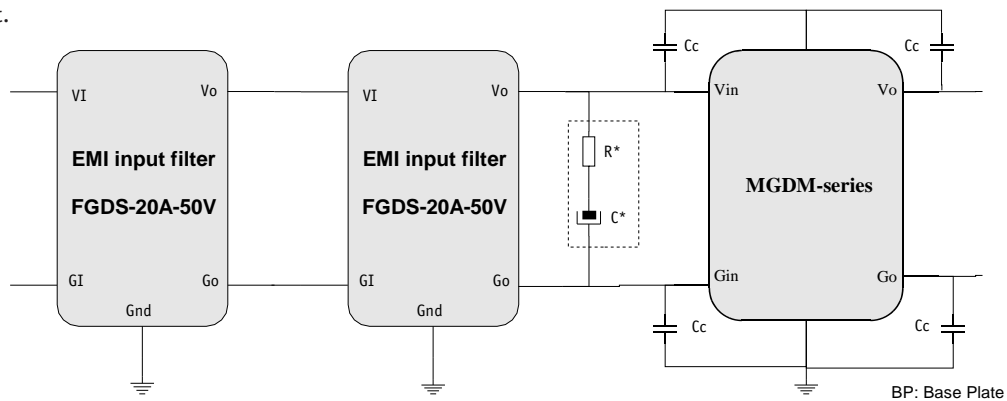 Cc
Cc
VI
Vo
VI
Vo
Vin
Vo
EMI input filter
FGDS-20A-50V
EMI input filter
FGDS-20A-50V
R*
C*
MGDM-series
GI
Go
GI
Go
Gin
Go
Gnd
Gnd
Cc
Cc
BP: Base Plate